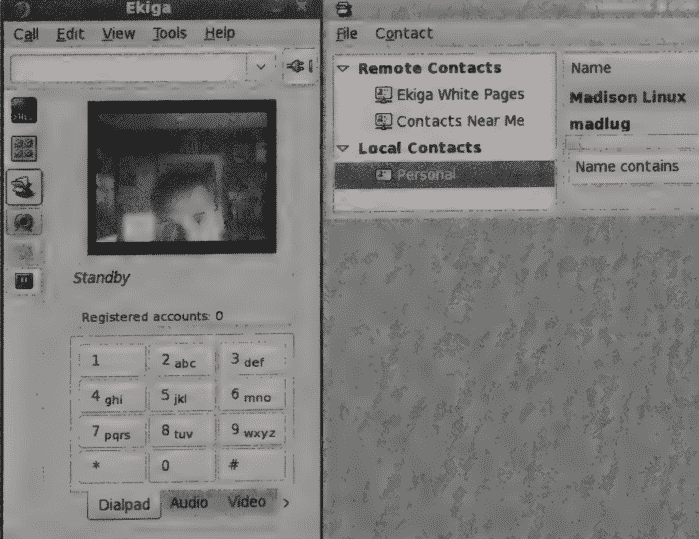 Ekiga
Call Edit View Tools Help
Standby
Registered accounts: 0
1
2 abc
3 def
4 ghi
5 jkl
6 mno
7 pqrs
8 tuv
9 wxyz
*
0
#
Dialpad Audio Video >
File Contact
Remote Contacts
Ekiga White Pages
Contacts Near Me
Local Contacts
Personal
Name
Madison Linux
madlug
Name contains